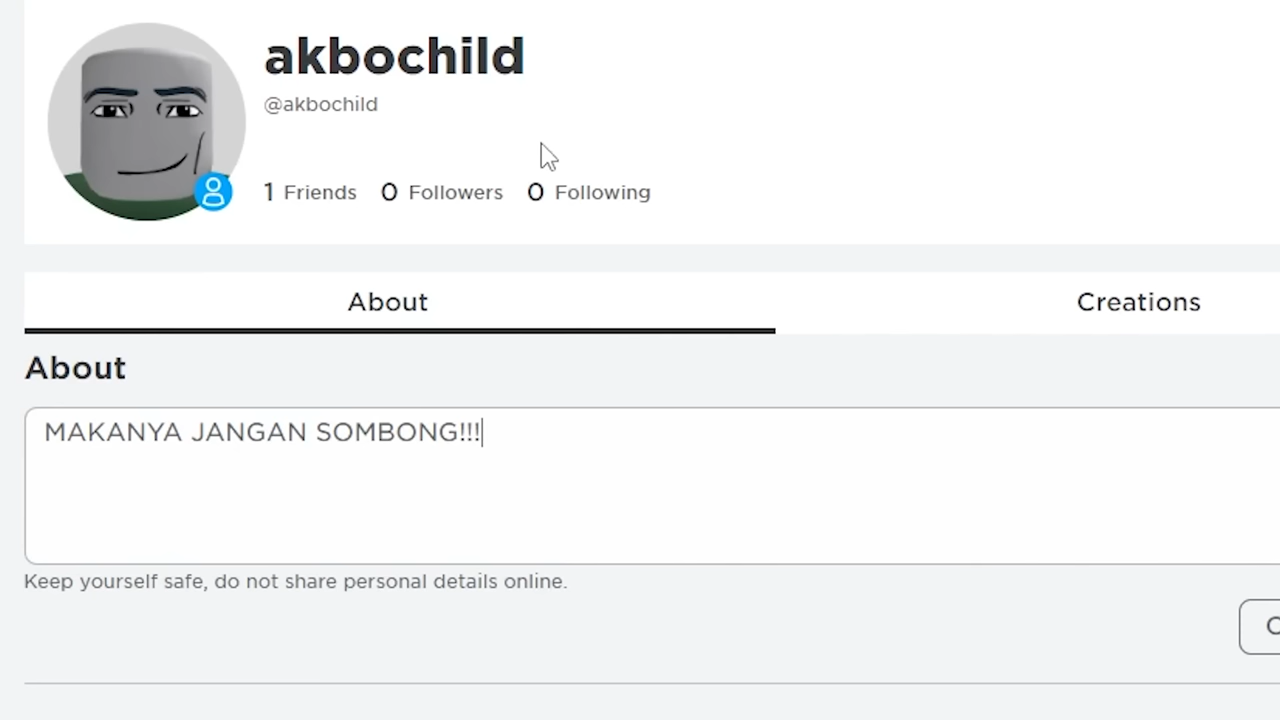 akbochild
@akbochild
1 Friends 0 Followers 0 Following
About Creations
About
MAKANYA JANGAN SOMBONG!!!
Keep yourself safe, do not share personal details online.